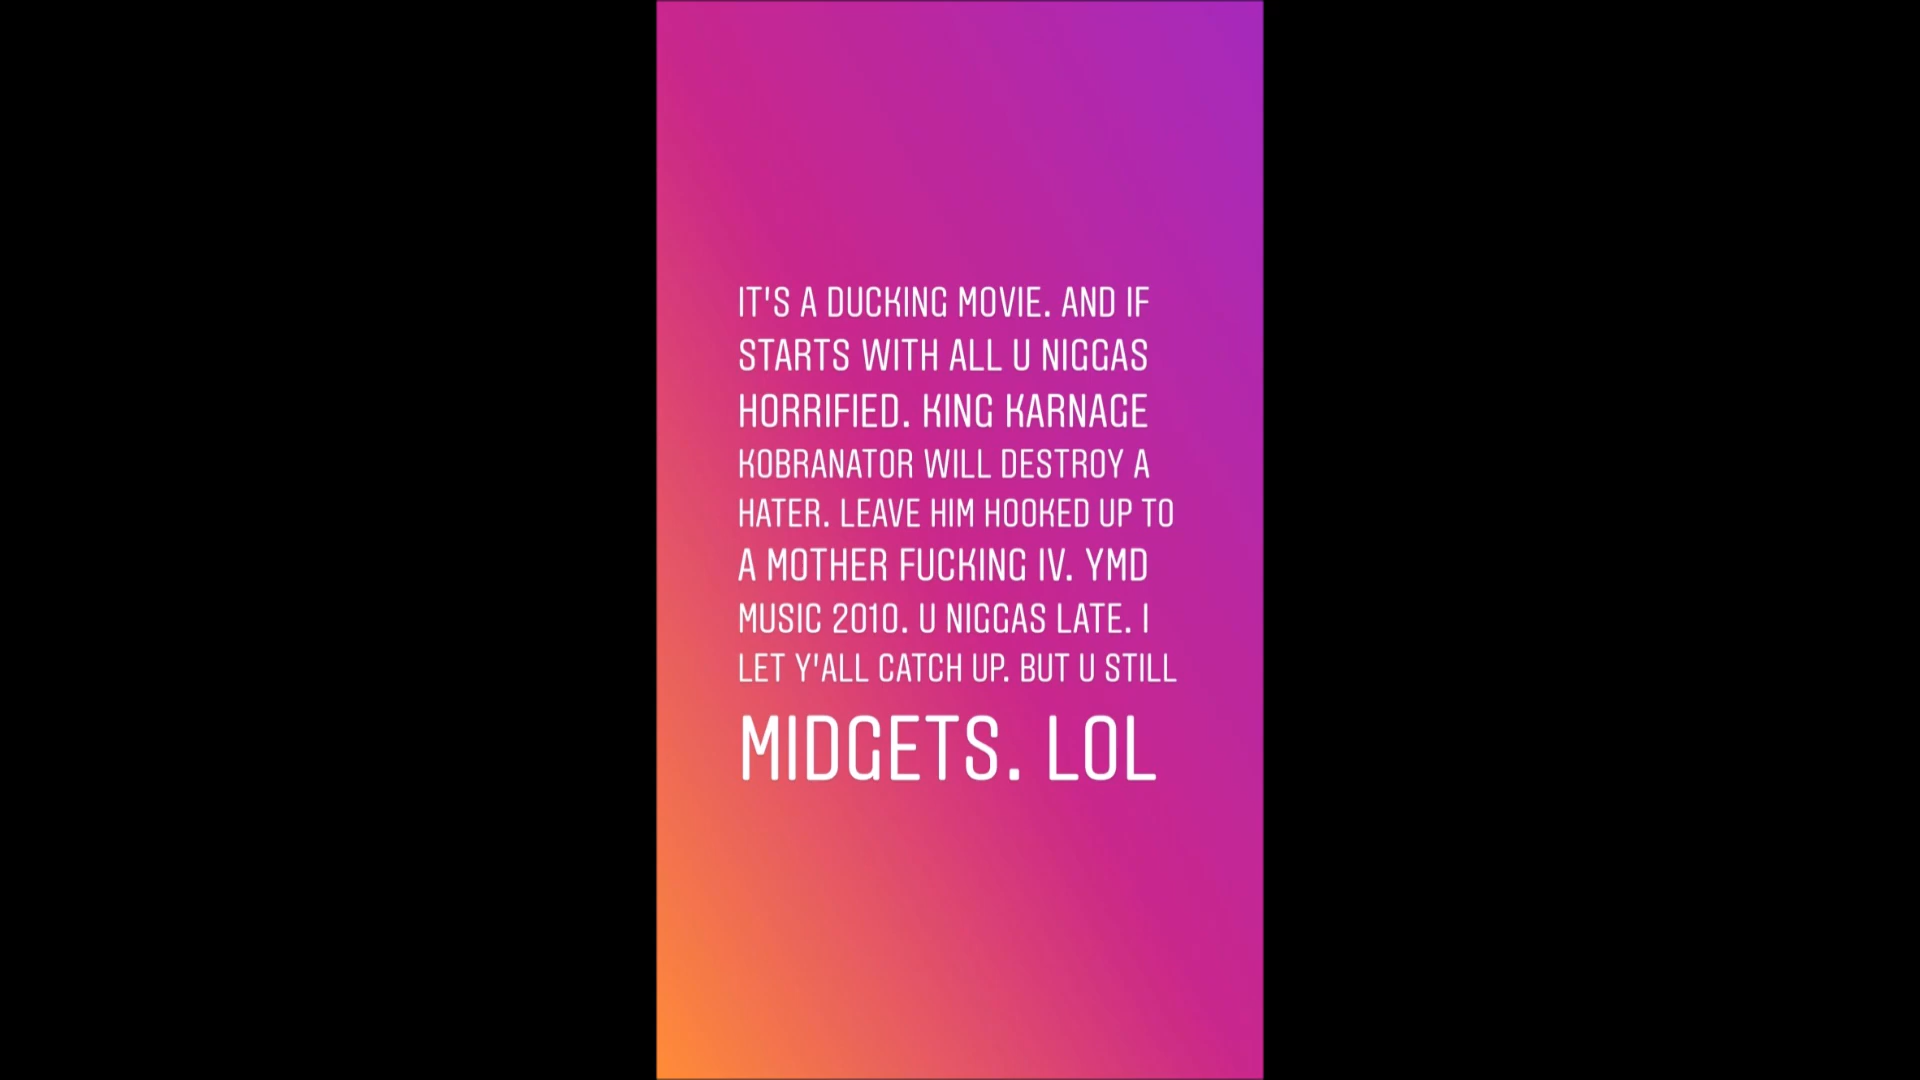 IT'S A DUCKING MOVIE. AND IF
STARTS WITH ALL U NIGGAS
HORRIFIED. KING KARNAGE
KOBRANATOR WILL DESTROY A
HATER. LEAVE HIM HOOKED UP TO
A MOTHER FUCKING IV. YMD
MUSIC 2010. U NIGGAS LATE. I
LET Y'ALL CATCH UP. BUT U STILL
MIDGETS. LOL